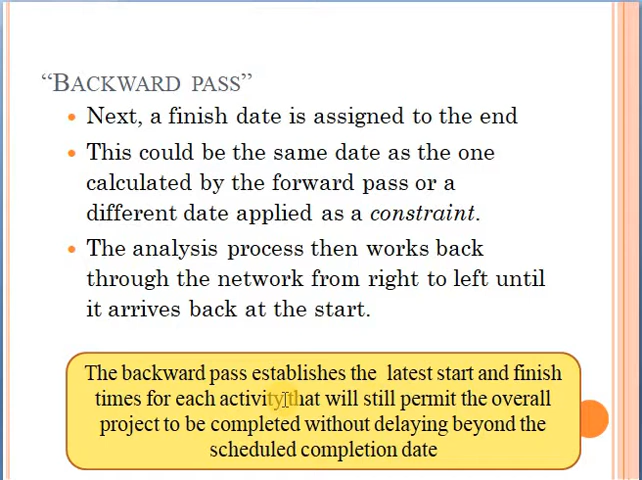 “BACKWARD PASS”
Next, a finish date is assigned to the end
This could be the same date as the one
calculated by the forward pass or a
different date applied as a constraint.
The analysis process then works back
through the network from right to left until
it arrives back at the start.
The backward pass establishes the latest start and finish
times for each activity that will still permit the overall
project to be completed without delaying beyond the
scheduled completion date